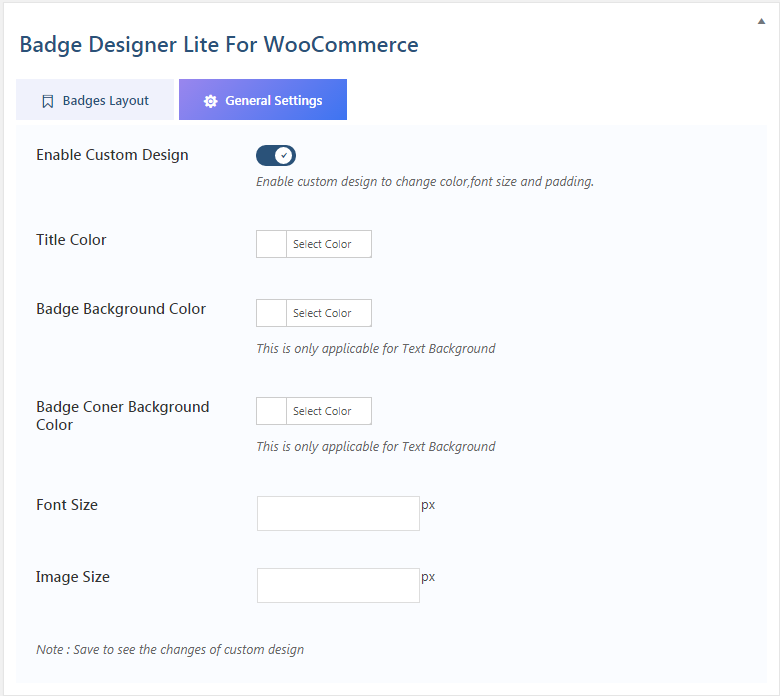 Badge Designer Lite For WooCommerce
Badges Layout
General Settings
Enable Custom Design
Enable custom design to change color,font size and padding.
Title Color
Select Color
Badge Background Color
Select Color
This is only applicable for Text Background
Badge Coner Background
Color
Select Color
This is only applicable for Text Background
Font Size
px
Image Size
px
Note : Save to see the changes of custom design